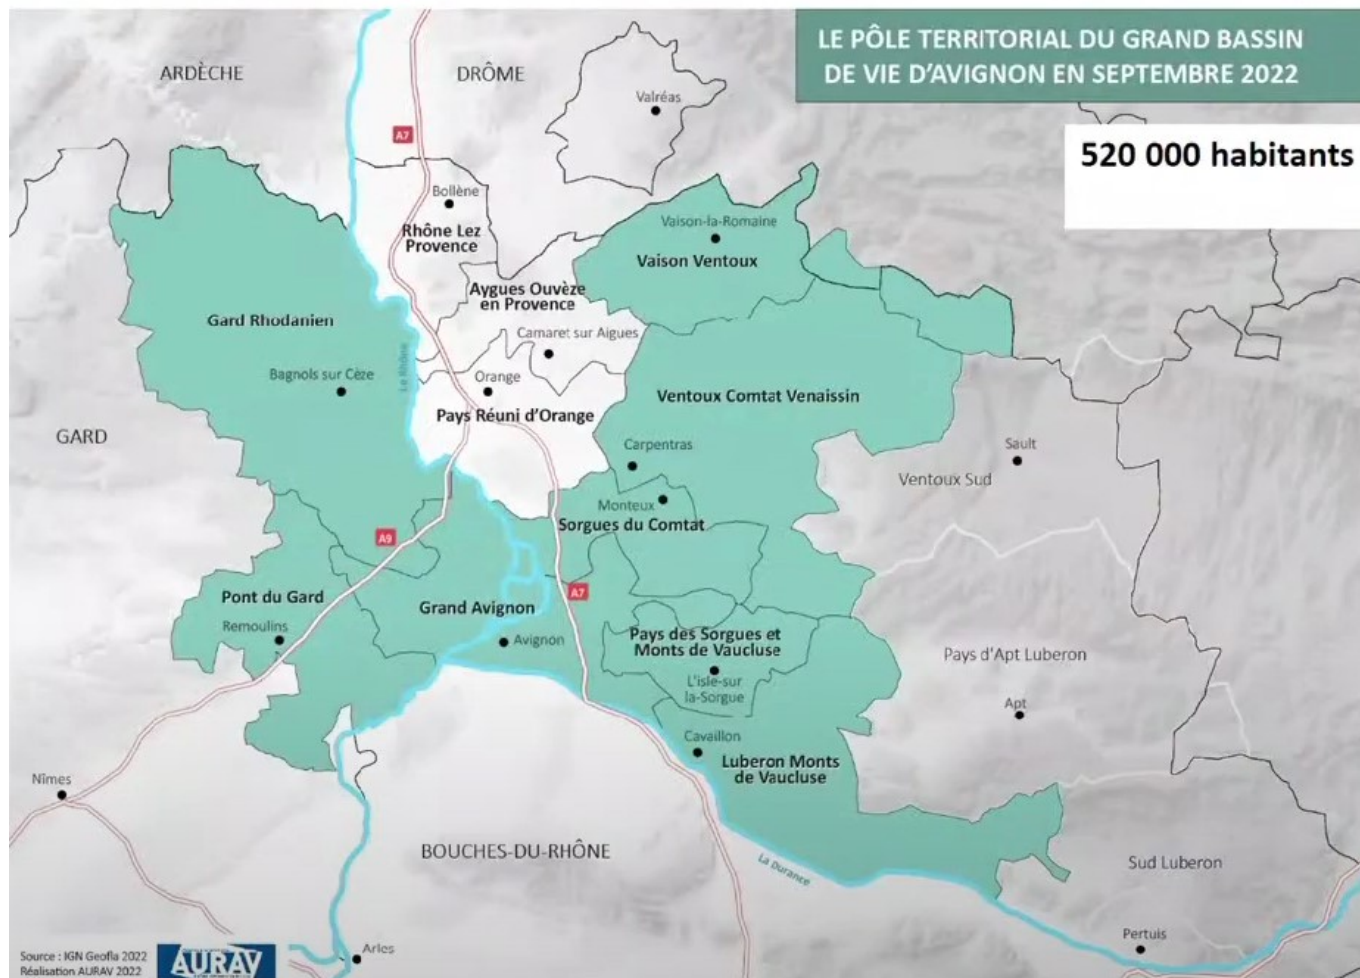 LE PÔLE TERRITORIAL DU GRAND BASSIN
DE VIE D'AVIGNON EN SEPTEMBRE 2022
520 000 habitants
ARDÈCHE
DRÔME
Valréas
A7
Bollène
Rhône Lez
Provence
Vaison-la-Romaine
Vaison Ventoux
Aygues Ouvèze
en Provence
Camaret sur Aigues
Gard Rhodanien
Le Rhône
Bagnols sur Cèze
Orange
Pays Réuni d'Orange
Ventoux Comtat Venaissin
GARD
Carpentras
Sault
Ventoux Sud
Monteux
Sorgues du Comtat
A9
A7
Pont du Gard
Remoulins
Grand Avignon
Avignon
Pays des Sorgues et
Monts de Vaucluse
L'isle-sur
la-Sorgue
Pays d'Apt Luberon
Apt
Cavaillon
Luberon Monts
de Vaucluse
Nîmes
BOUCHES-DU-RHÔNE
La Durance
Sud Luberon
Pertuis
Arles
Source : IGN Geofla 2022
Réalisation AURAV 2022
AURAV